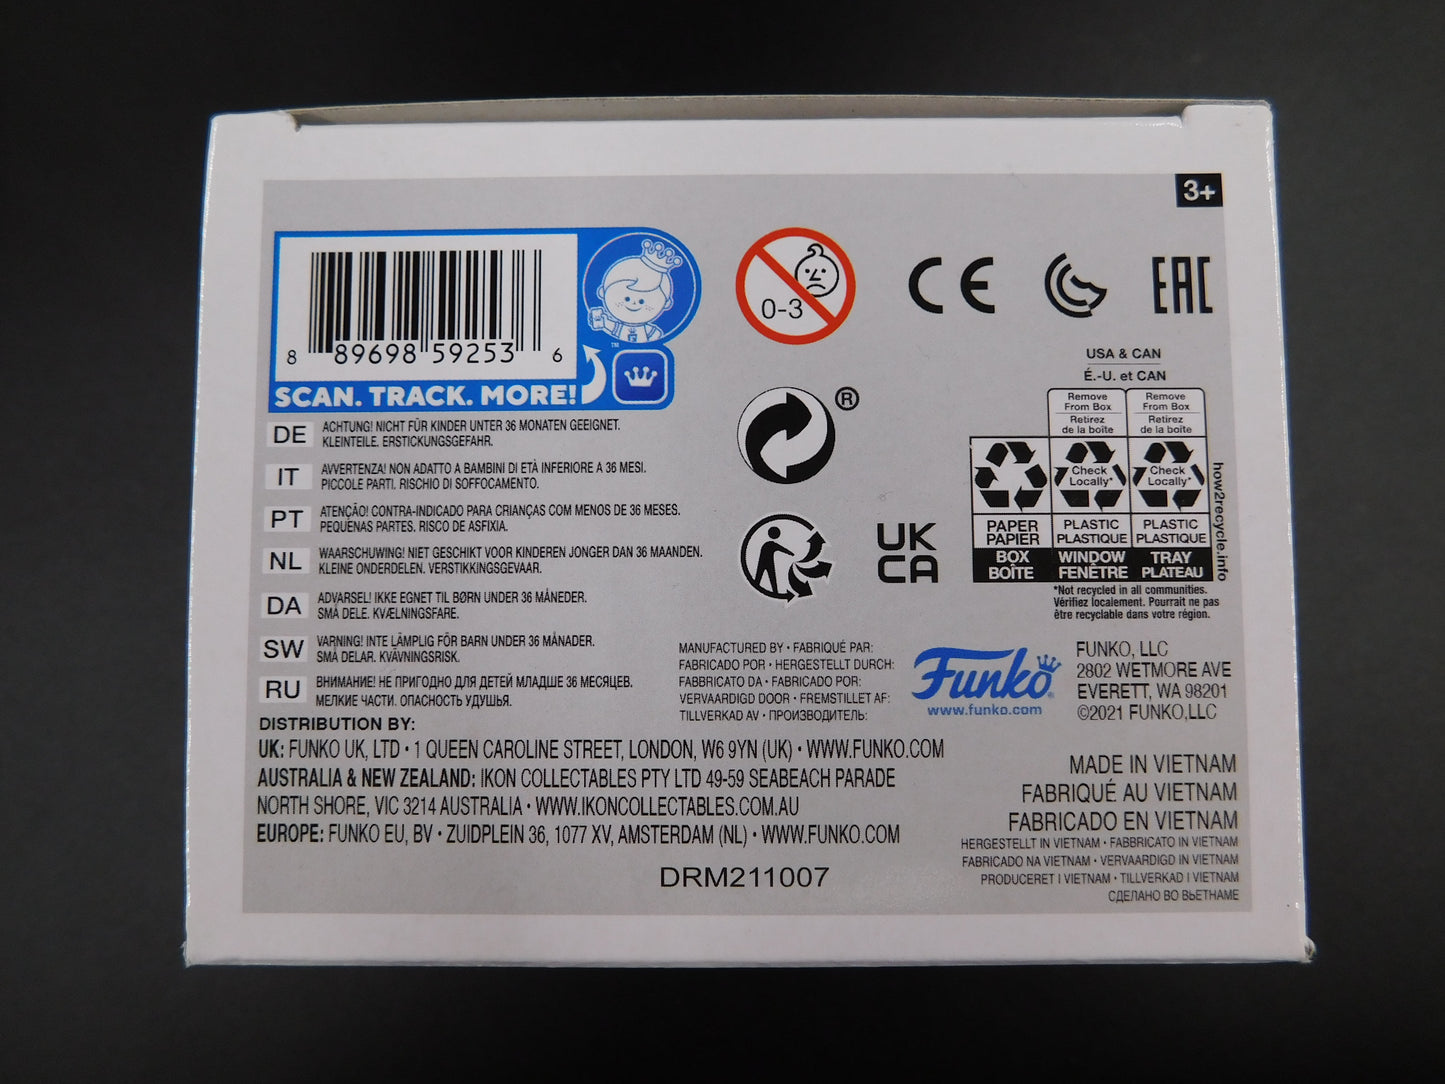 3+
8 89698 59253 6
™
SCAN. TRACK. MORE!
0-3
CE
EAC
DE ACHTUNG! NICHT FÜR KINDER UNTER 36 MONATEN GEEIGNET.
KLEINTEILE. ERSTICKUNGSGEFAHR.
IT AVVERTENZA! NON ADATTO A BAMBINI DI ETÀ INFERIORE A 36 MESI.
PICCOLE PARTI. RISCHIO DI SOFFOCAMENTO.
PT ATENÇÃO! CONTRA-INDICADO PARA CRIANÇAS COM MENOS DE 36 MESES.
PEQUENAS PARTES. RISCO DE ASFIXIA.
NL WAARSCHUWING! NIET GESCHIKT VOOR KINDEREN JONGER DAN 36 MAANDEN.
KLEINE ONDERDELEN. VERSTIKKINGSGEVAAR.
DA ADVARSEL! IKKE EGNET TIL BØRN UNDER 36 MÅNEDER.
SMÅ DELE. KVÆLNINGSFARE.
SW VARNING! INTE LÄMPLIG FÖR BARN UNDER 36 MÅNADER.
SMÅ DELAR. KVÄVNINGSRISK.
RU ВНИМАНИЕ! НЕ ПРИГОДНО ДЛЯ ДЕТЕЙ МЛАДШЕ 36 МЕСЯЦЕВ.
МЕЛКИЕ ЧАСТИ. ОПАСНОСТЬ УДУШЬЯ.
®
UK
CA
USA & CAN
É.-U. et CAN
Remove
From Box
Retirez
de la boîte
Remove
From Box
Retirez
de la boîte
Check
Locally*
Check
Locally*
PAPER
PAPIER
PLASTIC
PLASTIQUE
PLASTIC
PLASTIQUE
BOX
BOÎTE
WINDOW
FENÊTRE
TRAY
PLATEAU
how2recycle.info
*Not recycled in all communities.
Vérifiez localement. Pourrait ne pas
être recyclable dans votre région.
MANUFACTURED BY • FABRIQUÉ PAR:
FABRICADO POR • HERGESTELLT DURCH:
FABBRICATO DA • FABRICADO POR:
VERVAARDIGD DOOR • FREMSTILLET AF:
TILLVERKAD AV • ПРОИЗВОДИТЕЛЬ:
Funko®
www.funko.com
FUNKO, LLC
2802 WETMORE AVE
EVERETT, WA 98201
©2021 FUNKO,LLC
DISTRIBUTION BY:
UK: FUNKO UK, LTD • 1 QUEEN CAROLINE STREET, LONDON, W6 9YN (UK) • WWW.FUNKO.COM
AUSTRALIA & NEW ZEALAND: IKON COLLECTABLES PTY LTD 49-59 SEABEACH PARADE
NORTH SHORE, VIC 3214 AUSTRALIA • WWW.IKONCOLLECTABLES.COM.AU
EUROPE: FUNKO EU, BV • ZUIDPLEIN 36, 1077 XV, AMSTERDAM (NL) • WWW.FUNKO.COM
DRM211007
MADE IN VIETNAM
FABRIQUÉ AU VIETNAM
FABRICADO EN VIETNAM
HERGESTELLT IN VIETNAM • FABBRICATO IN VIETNAM
FABRICADO NA VIETNAM • VERVAARDIGD IN VIETNAM
PRODUCERET I VIETNAM • TILLVERKAD I VIETNAM
СДЕЛАНО ВО ВЬЕТНАМЕ